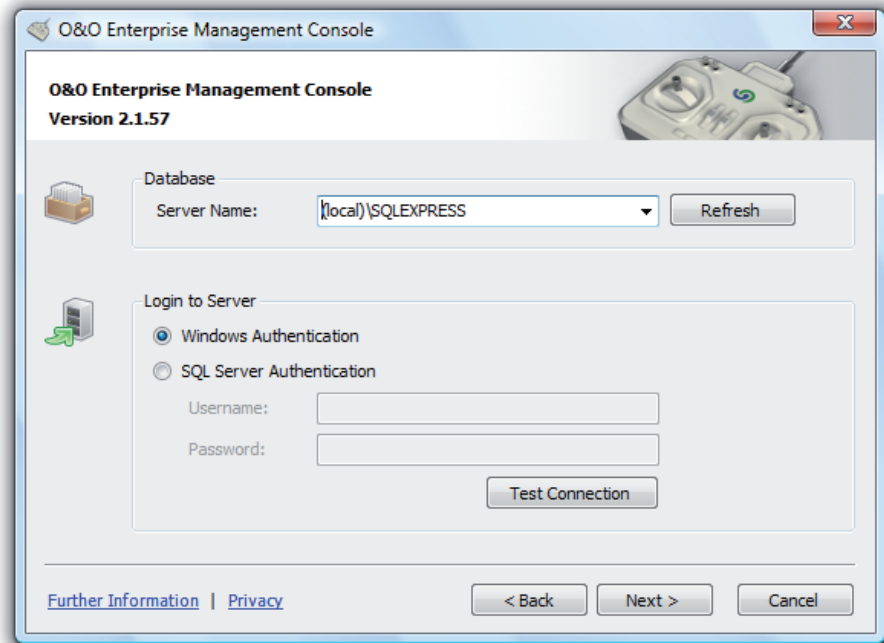 O&O Enterprise Management Console
O&O Enterprise Management Console
Version 2.1.57
Database
Server Name: (local)\SQLEXPRESS Refresh
Login to Server
Windows Authentication
SQL Server Authentication
Username:
Password:
Test Connection
Further Information | Privacy < Back Next > Cancel